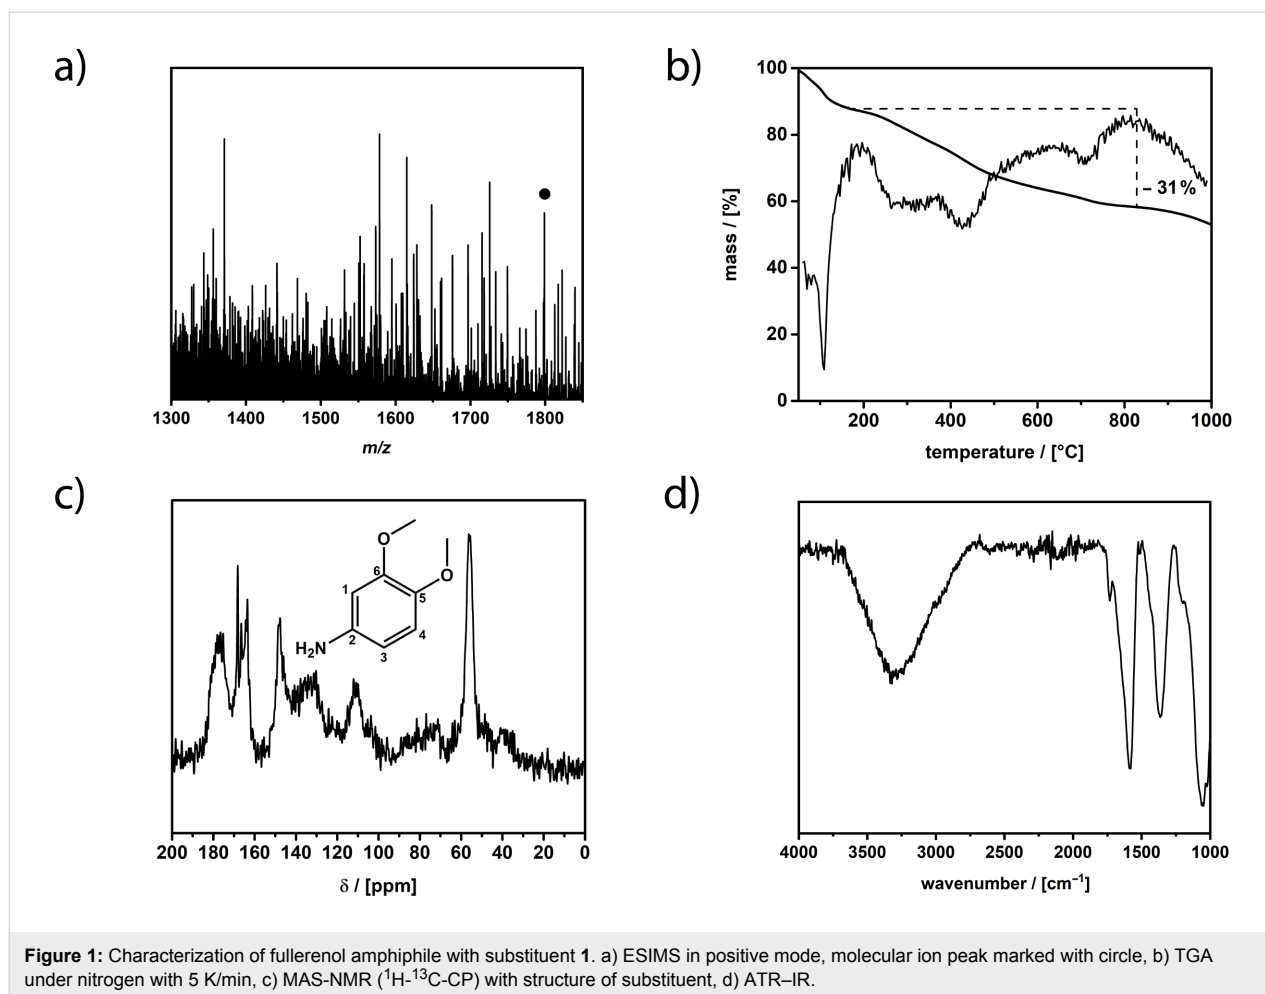 a)
1300 1400 1500 1600 1700 1800
m/z
b)
100
80
60
40
20
0
mass / [%]
– 31 %
200 400 600 800 1000
temperature / [°C]
c)
O
O
6
1
5
2
4
3
H₂N
200 180 160 140 120 100 80 60 40 20 0
δ / [ppm]
d)
4000 3500 3000 2500 2000 1500 1000
wavenumber / [cm⁻¹]
Figure 1: Characterization of fullerenol amphiphile with substituent 1. a) ESIMS in positive mode, molecular ion peak marked with circle, b) TGA
under nitrogen with 5 K/min, c) MAS-NMR (¹H-¹³C-CP) with structure of substituent, d) ATR–IR.